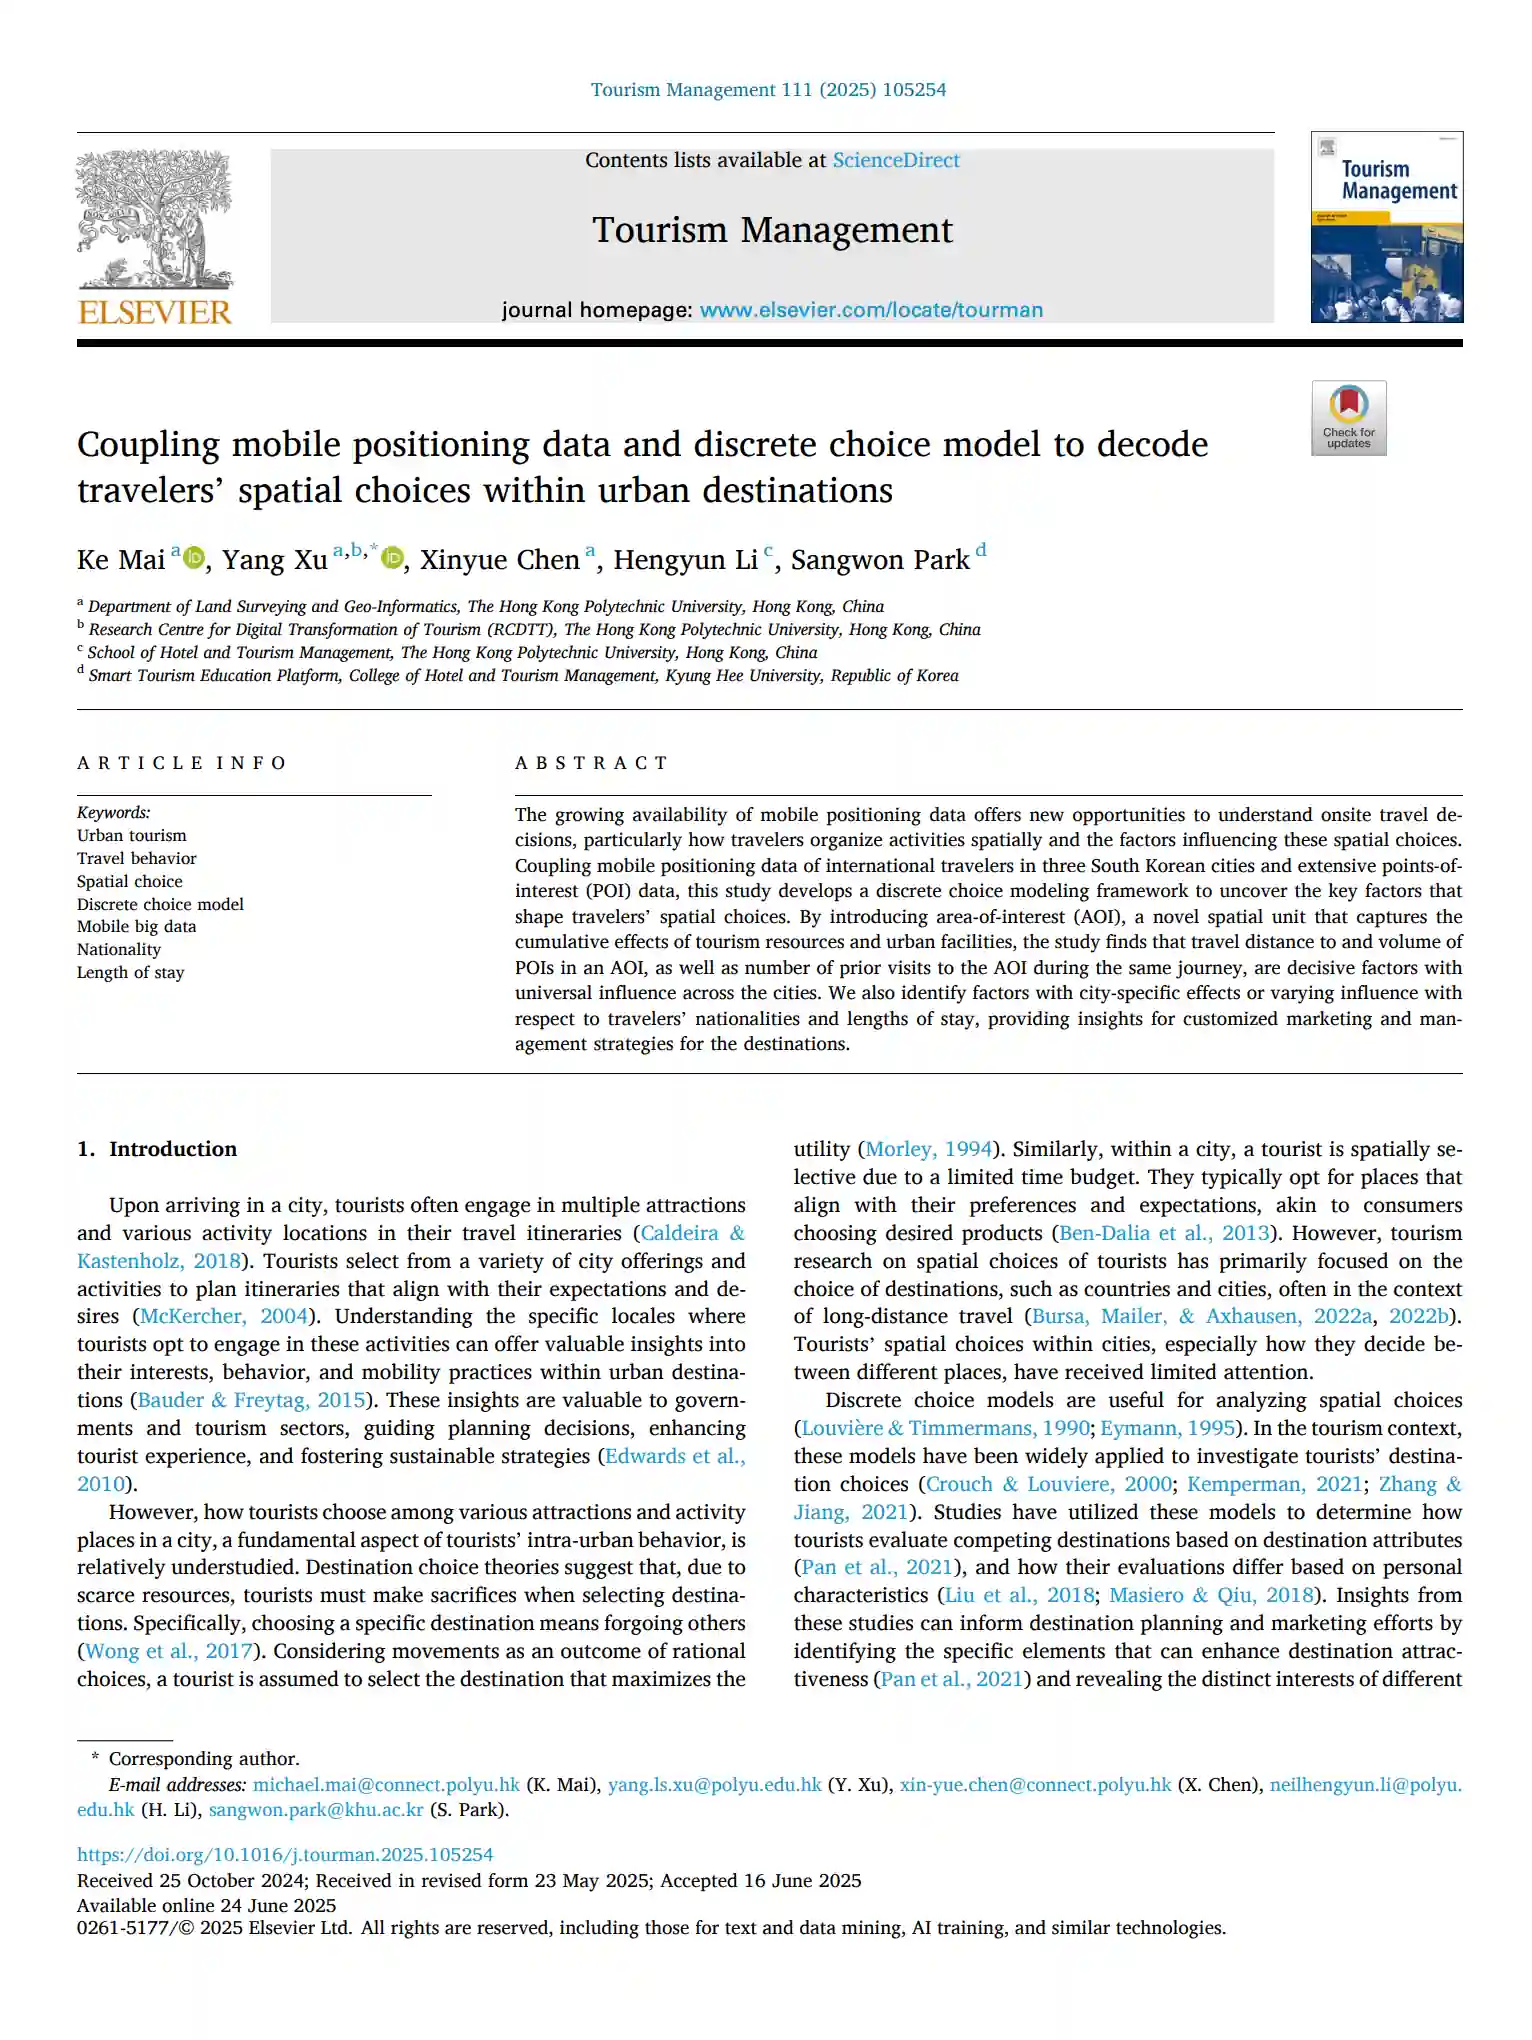 Tourism Management 111 (2025) 105254
Contents lists available at ScienceDirect
Tourism Management
journal homepage: www.elsevier.com/locate/tourman
ELSEVIER
Tourism
Management
Check for
updates
Coupling mobile positioning data and discrete choice model to decode
travelers’ spatial choices within urban destinations
Ke Mai a iD, Yang Xu a,b,* iD, Xinyue Chen a, Hengyun Li c, Sangwon Park d
a Department of Land Surveying and Geo-Informatics, The Hong Kong Polytechnic University, Hong Kong, China
b Research Centre for Digital Transformation of Tourism (RCDTT), The Hong Kong Polytechnic University, Hong Kong, China
c School of Hotel and Tourism Management, The Hong Kong Polytechnic University, Hong Kong, China
d Smart Tourism Education Platform, College of Hotel and Tourism Management, Kyung Hee University, Republic of Korea
ARTICLE INFO
Keywords:
Urban tourism
Travel behavior
Spatial choice
Discrete choice model
Mobile big data
Nationality
Length of stay
ABSTRACT
The growing availability of mobile positioning data offers new opportunities to understand onsite travel de-
cisions, particularly how travelers organize activities spatially and the factors influencing these spatial choices.
Coupling mobile positioning data of international travelers in three South Korean cities and extensive points-of-
interest (POI) data, this study develops a discrete choice modeling framework to uncover the key factors that
shape travelers’ spatial choices. By introducing area-of-interest (AOI), a novel spatial unit that captures the
cumulative effects of tourism resources and urban facilities, the study finds that travel distance to and volume of
POIs in an AOI, as well as number of prior visits to the AOI during the same journey, are decisive factors with
universal influence across the cities. We also identify factors with city-specific effects or varying influence with
respect to travelers’ nationalities and lengths of stay, providing insights for customized marketing and man-
agement strategies for the destinations.
1. Introduction
Upon arriving in a city, tourists often engage in multiple attractions
and various activity locations in their travel itineraries (Caldeira &
Kastenholz, 2018). Tourists select from a variety of city offerings and
activities to plan itineraries that align with their expectations and de-
sires (McKercher, 2004). Understanding the specific locales where
tourists opt to engage in these activities can offer valuable insights into
their interests, behavior, and mobility practices within urban destina-
tions (Bauder & Freytag, 2015). These insights are valuable to govern-
ments and tourism sectors, guiding planning decisions, enhancing
tourist experience, and fostering sustainable strategies (Edwards et al.,
2010).
However, how tourists choose among various attractions and activity
places in a city, a fundamental aspect of tourists’ intra-urban behavior, is
relatively understudied. Destination choice theories suggest that, due to
scarce resources, tourists must make sacrifices when selecting destina-
tions. Specifically, choosing a specific destination means forgoing others
(Wong et al., 2017). Considering movements as an outcome of rational
choices, a tourist is assumed to select the destination that maximizes the
utility (Morley, 1994). Similarly, within a city, a tourist is spatially se-
lective due to a limited time budget. They typically opt for places that
align with their preferences and expectations, akin to consumers
choosing desired products (Ben-Dalia et al., 2013). However, tourism
research on spatial choices of tourists has primarily focused on the
choice of destinations, such as countries and cities, often in the context
of long-distance travel (Bursa, Mailer, & Axhausen, 2022a, 2022b).
Tourists’ spatial choices within cities, especially how they decide be-
tween different places, have received limited attention.
Discrete choice models are useful for analyzing spatial choices
(Louvière & Timmermans, 1990; Eymann, 1995). In the tourism context,
these models have been widely applied to investigate tourists’ destina-
tion choices (Crouch & Louviere, 2000; Kemperman, 2021; Zhang &
Jiang, 2021). Studies have utilized these models to determine how
tourists evaluate competing destinations based on destination attributes
(Pan et al., 2021), and how their evaluations differ based on personal
characteristics (Liu et al., 2018; Masiero & Qiu, 2018). Insights from
these studies can inform destination planning and marketing efforts by
identifying the specific elements that can enhance destination attrac-
tiveness (Pan et al., 2021) and revealing the distinct interests of different
* Corresponding author.
E-mail addresses: michael.mai@connect.polyu.hk (K. Mai), yang.ls.xu@polyu.edu.hk (Y. Xu), xin-yue.chen@connect.polyu.hk (X. Chen), neilhengyun.li@polyu.
edu.hk (H. Li), sangwon.park@khu.ac.kr (S. Park).
https://doi.org/10.1016/j.tourman.2025.105254
Received 25 October 2024; Received in revised form 23 May 2025; Accepted 16 June 2025
Available online 24 June 2025
0261-5177/© 2025 Elsevier Ltd. All rights are reserved, including those for text and data mining, AI training, and similar technologies.